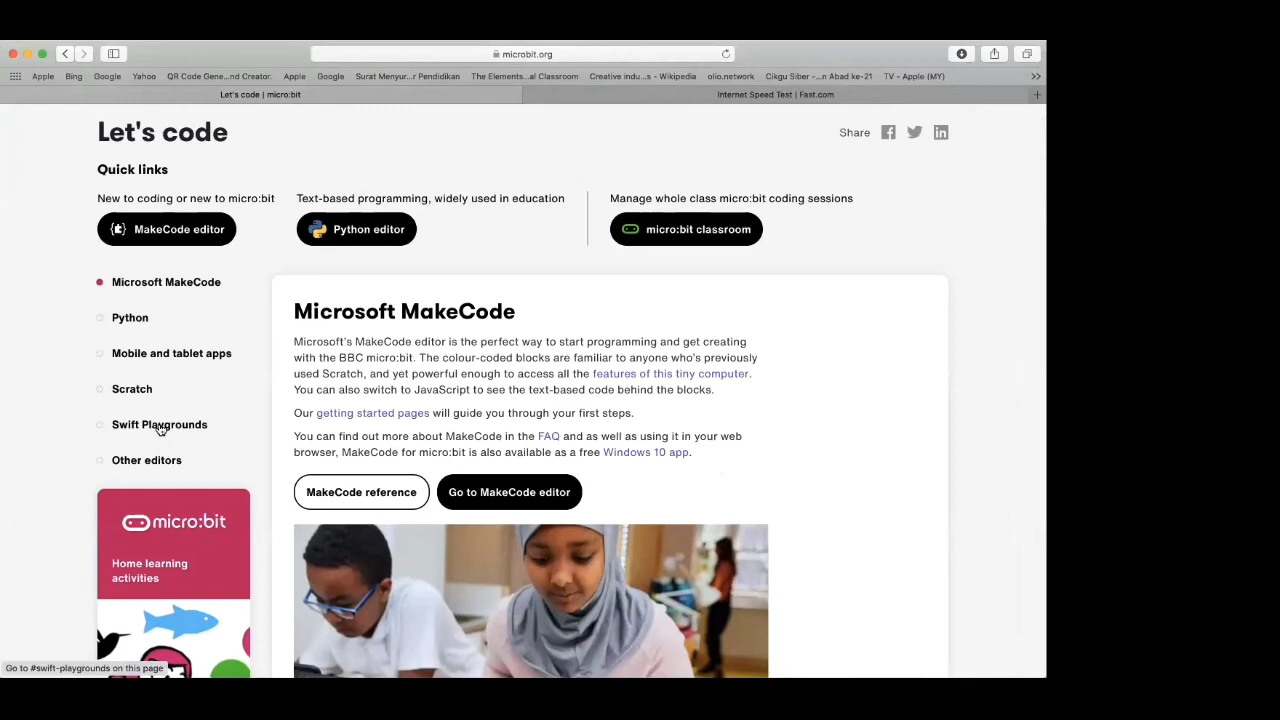 microbit.org
Apple Bing Google Yahoo QR Code Gene...nd Creator. Apple Google Surat Menyur...r Pendidikan The Elements...al Classroom Creative indu...s - Wikipedia olio.network Cikgu Siber -...n Abad ke-21 TV - Apple (MY)
Let's code | micro:bit Internet Speed Test | Fast.com
Let's code
Share
Quick links
New to coding or new to micro:bit Text-based programming, widely used in education Manage whole class micro:bit coding sessions
MakeCode editor Python editor micro:bit classroom
Microsoft MakeCode
Python
Mobile and tablet apps
Scratch
Swift Playgrounds
Other editors
micro:bit
Home learning
activities
Microsoft MakeCode
Microsoft's MakeCode editor is the perfect way to start programming and get creating
with the BBC micro:bit. The colour-coded blocks are familiar to anyone who's previously
used Scratch, and yet powerful enough to access all the features of this tiny computer.
You can also switch to JavaScript to see the text-based code behind the blocks.
Our getting started pages will guide you through your first steps.
You can find out more about MakeCode in the FAQ and as well as using it in your web
browser, MakeCode for micro:bit is also available as a free Windows 10 app.
MakeCode reference Go to MakeCode editor
Go to #swift-playgrounds on this page